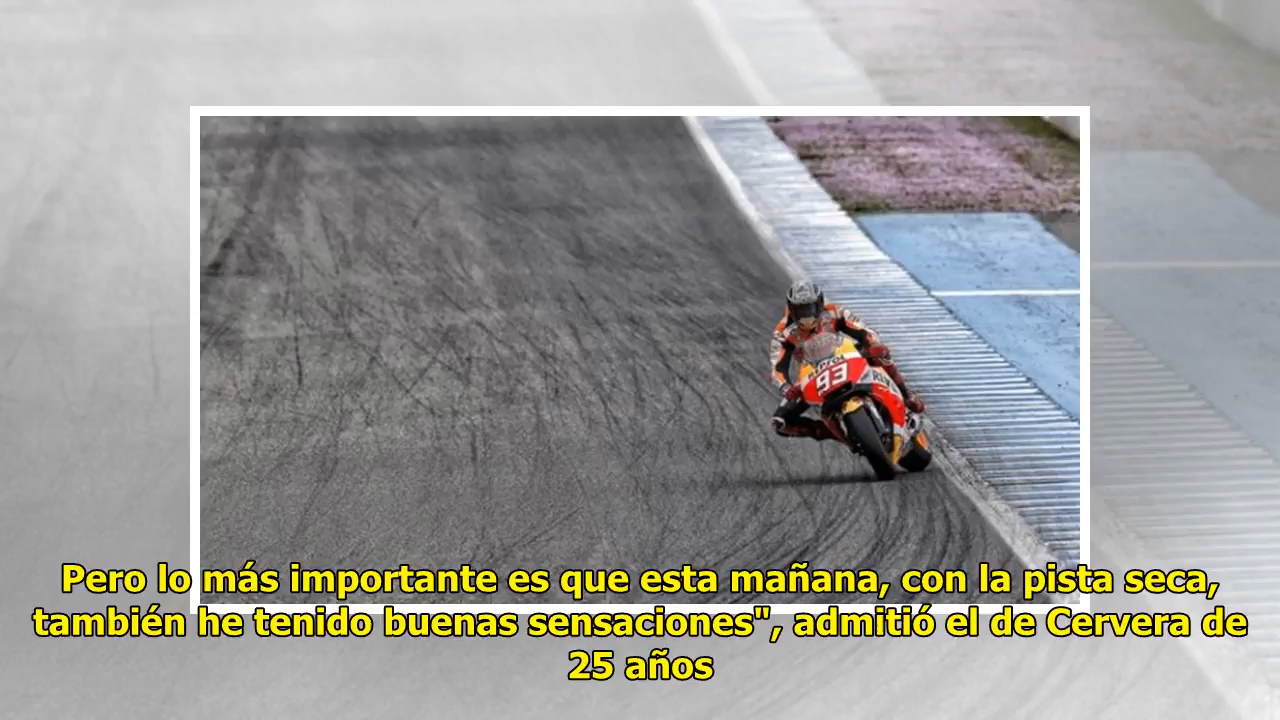 93
Pero lo más importante es que esta mañana, con la pista seca,
también he tenido buenas sensaciones", admitió el de Cervera de
25 años